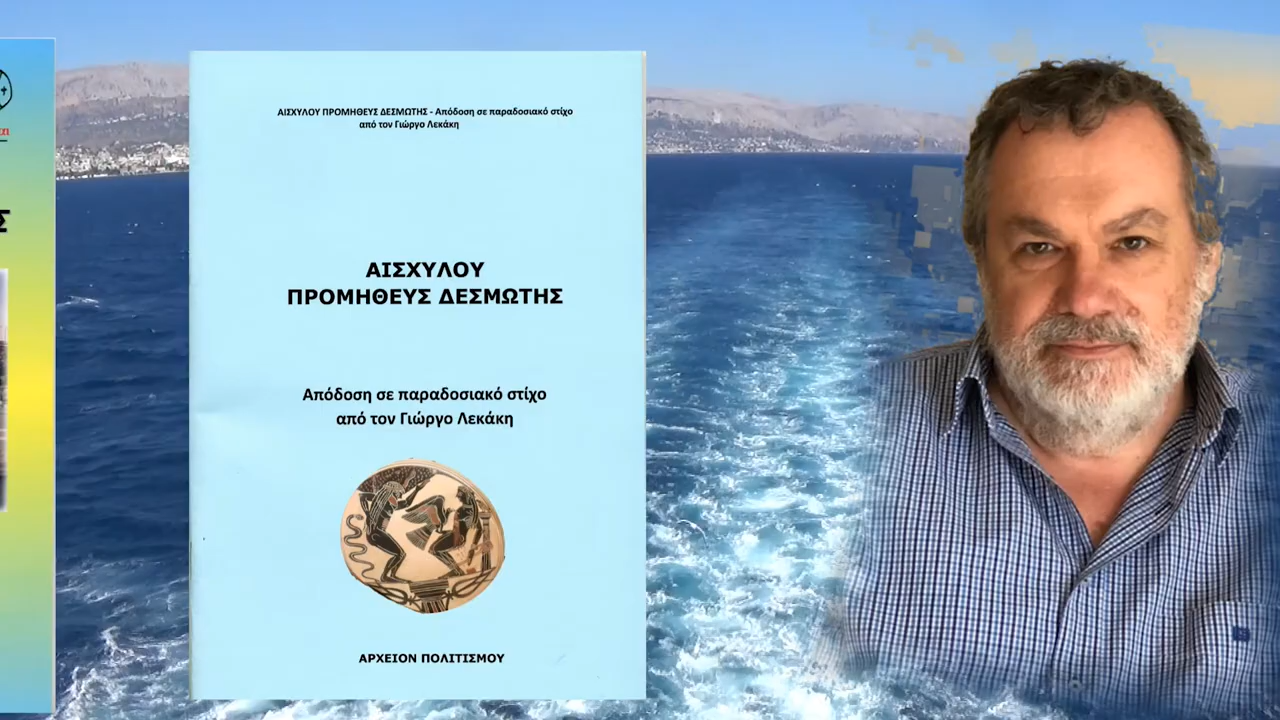 ΑΙΣΧΥΛΟΥ ΠΡΟΜΗΘΕΥΣ ΔΕΣΜΩΤΗΣ - Απόδοση σε παραδοσιακό στίχο
από τον Γιώργο Λεκάκη
ΑΙΣΧΥΛΟΥ
ΠΡΟΜΗΘΕΥΣ ΔΕΣΜΩΤΗΣ
Απόδοση σε παραδοσιακό στίχο
από τον Γιώργο Λεκάκη
ΑΡΧΕΙΟΝ ΠΟΛΙΤΙΣΜΟΥ